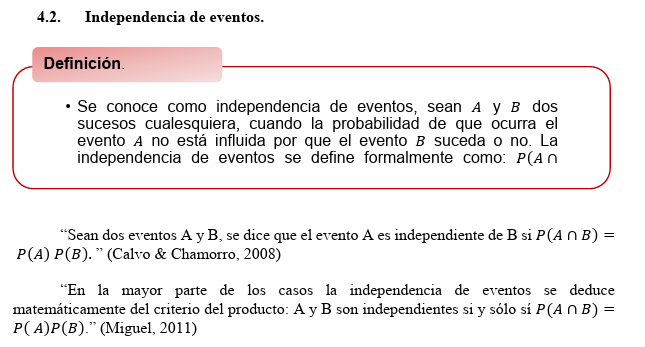 4.2. Independencia de eventos.
Definición.
• Se conoce como independencia de eventos, sean A y B dos
sucesos cualesquiera, cuando la probabilidad de que ocurra el
evento A no está influida por que el evento B suceda o no. La
independencia de eventos se define formalmente como: P(A ∩
“Sean dos eventos A y B, se dice que el evento A es independiente de B si P(A ∩ B) =
P(A) P(B). ” (Calvo & Chamorro, 2008)
“En la mayor parte de los casos la independencia de eventos se deduce
matemáticamente del criterio del producto: A y B son independientes si y sólo sí P(A ∩ B) =
P( A)P(B).” (Miguel, 2011)